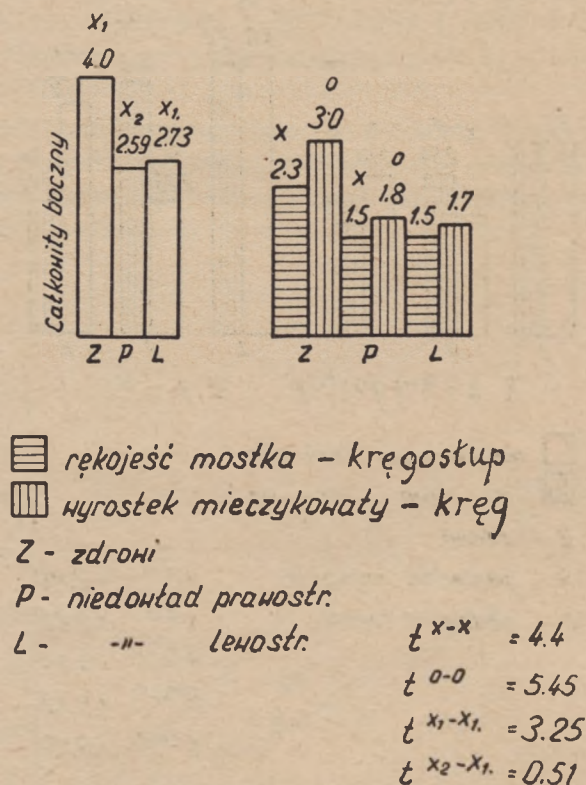 x₁
4.0
x₂ x₁.
2.59 2.73
Całkowity boczny
Z P L
o
3.0
x
2.3
x o
1.5 1.8 1.5 1.7
Z P L
rękojeść mostka - kręgosłup
wyrostek mieczykowaty - kręg
Z - zdrowi
P - niedowład prawostr.
L - -"- lewostr.
t x-x = 4.4
t o-o = 5.45
t x₁-x₁. = 3.25
t x₂-x₁. = 0.51